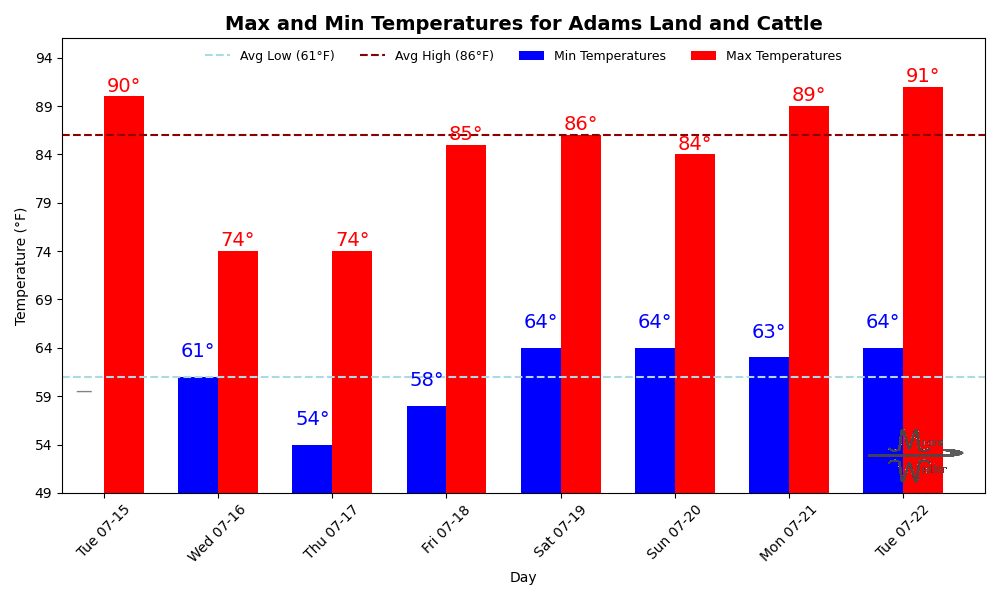 Max and Min Temperatures for Adams Land and Cattle
Avg Low (61°F) Avg High (86°F) Min Temperatures Max Temperatures
94
89
84
79
74
69
64
59
54
49
Temperature (°F)
90°
74°
74°
85°
86°
84°
89°
91°
—
61°
54°
58°
64°
64°
63°
64°
Tue 07-15
Wed 07-16
Thu 07-17
Fri 07-18
Sat 07-19
Sun 07-20
Mon 07-21
Tue 07-22
Day